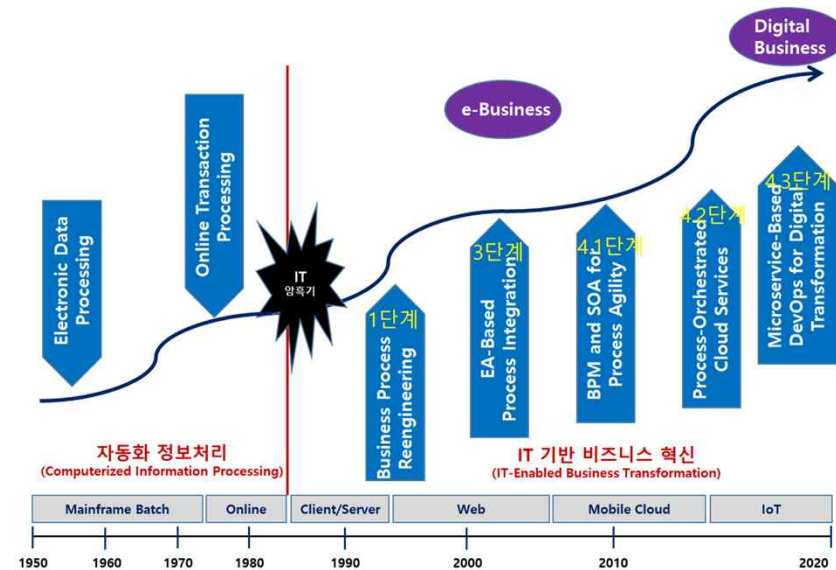 Digital
Business
e-Business
Electronic Data
Processing
Online Transaction
Processing
IT
암흑기
1단계
Business Process
Reengineering
3단계
EA-Based
Process Integration
4.1단계
BPM and SOA for
Process Agility
4.2단계
Process-Orchestrated
Cloud Services
4.3단계
Microservice-Based
DevOps for Digital
Transformation
자동화 정보처리
(Computerized Information Processing)
IT 기반 비즈니스 혁신
(IT-Enabled Business Transformation)
Mainframe Batch
Online
Client/Server
Web
Mobile Cloud
IoT
1950
1960
1970
1980
1990
2000
2010
2020